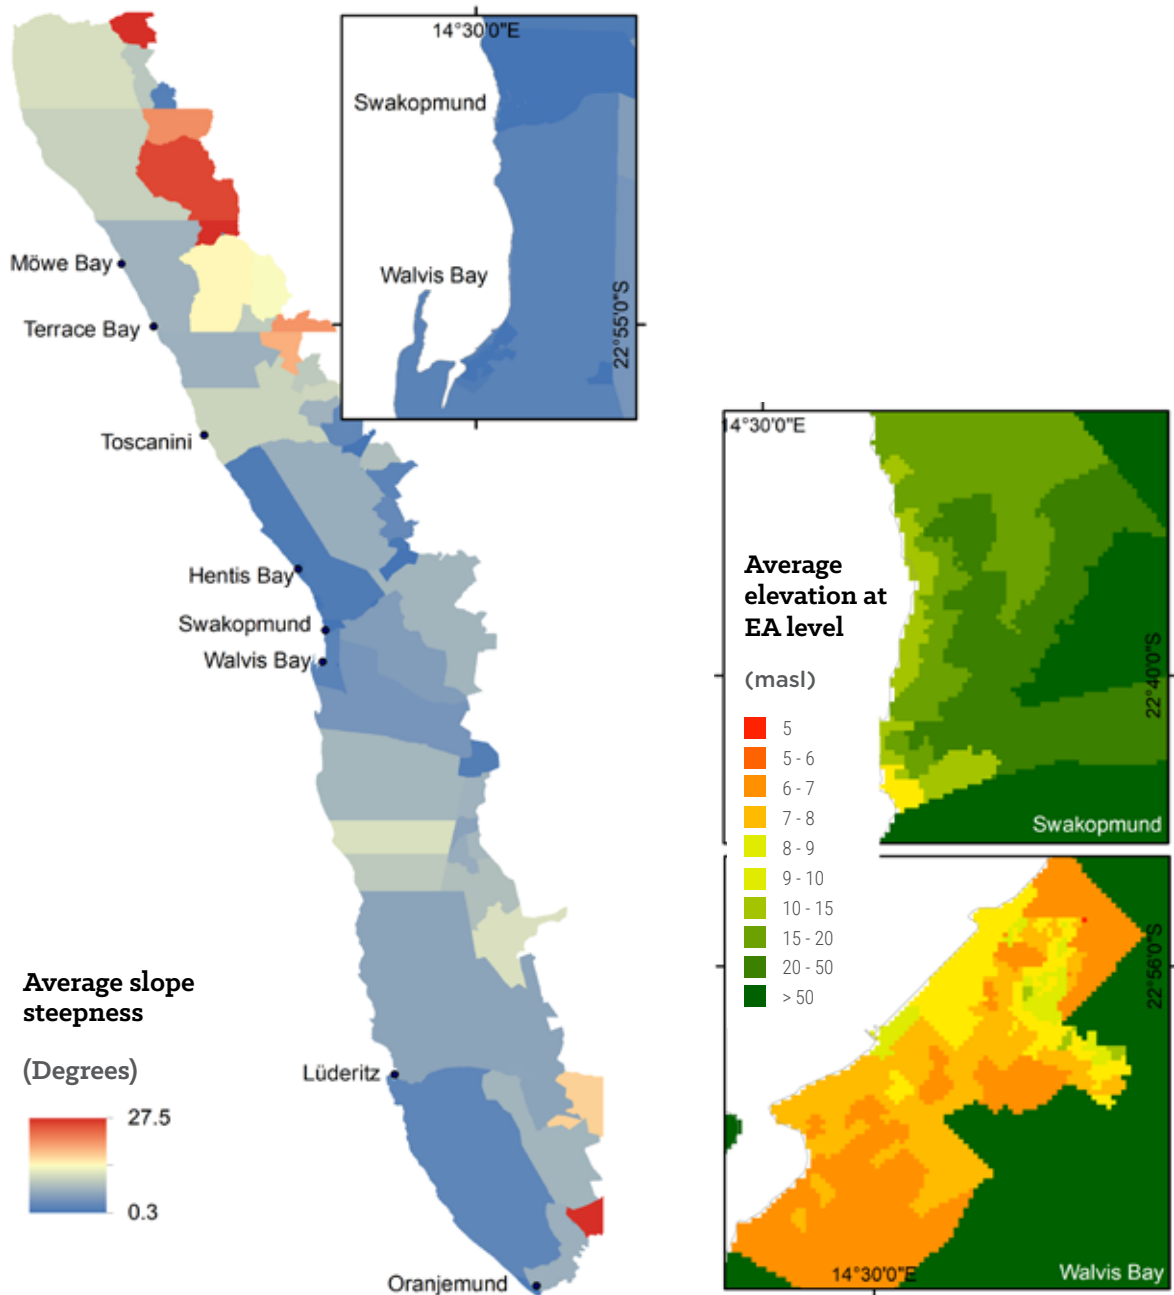 14°30'0"E
Swakopmund
Walvis Bay
22°55'0"S
Möwe Bay
Terrace Bay
Toscanini
Hentis Bay
Swakopmund
Walvis Bay
Lüderitz
Oranjemund
Average slope
steepness
(Degrees)
27.5
0.3
14°30'0"E
22°40'0"S
Swakopmund
Average
elevation at
EA level
(masl)
5
5 - 6
6 - 7
7 - 8
8 - 9
9 - 10
10 - 15
15 - 20
20 - 50
> 50
22°56'0"S
14°30'0"E
Walvis Bay